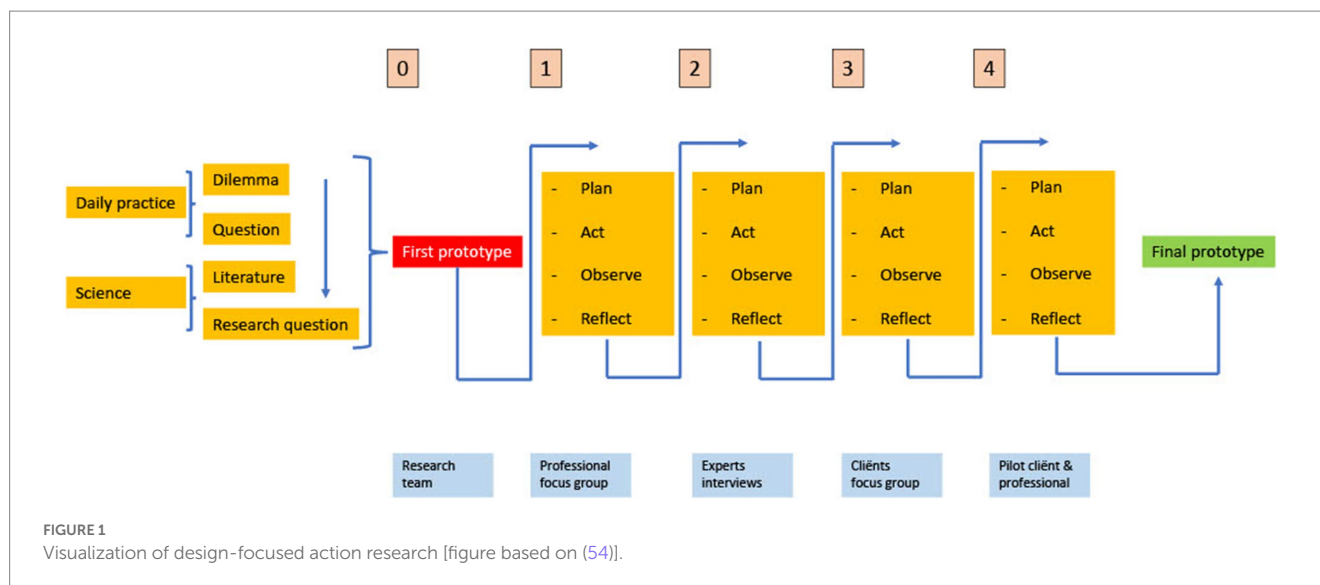 0
1
2
3
4
Daily practice
Dilemma
Question
Science
Literature
Research question
First prototype
- Plan
- Act
- Observe
- Reflect
- Plan
- Act
- Observe
- Reflect
- Plan
- Act
- Observe
- Reflect
- Plan
- Act
- Observe
- Reflect
Final prototype
Research
team
Professional
focus group
Experts
interviews
Cliënts
focus group
Pilot cliënt &
professional
FIGURE 1
Visualization of design-focused action research [figure based on (54)].